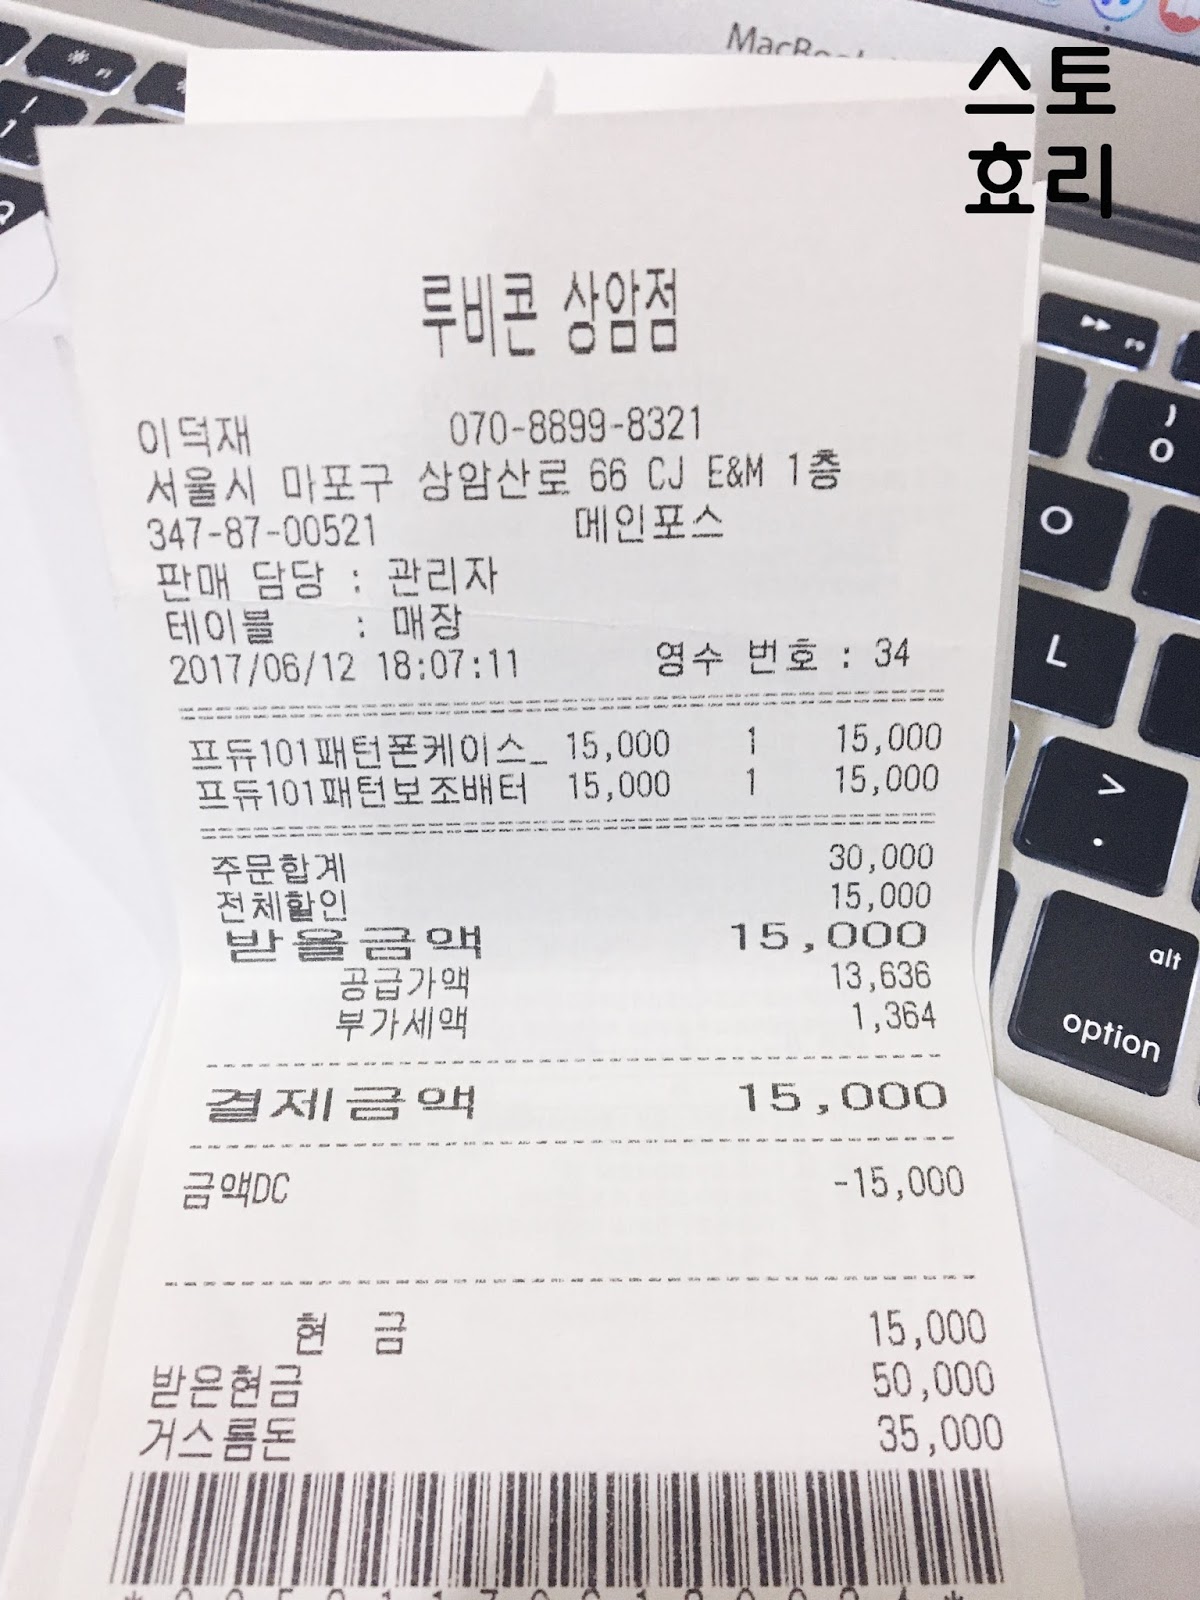 MacBook
스토
효리
루비콘 상암점
이덕재 070-8899-8321
서울시 마포구 상암산로 66 CJ E&M 1층
347-87-00521 메인포스
판매 담당 : 관리자
테이블 : 매장
2017/06/12 18:07:11 영수 번호 : 34
프듀101패턴폰케이스_ 15,000 1 15,000
프듀101패턴보조배터 15,000 1 15,000
주문합계 30,000
전체할인 15,000
받을금액 15,000
공급가액 13,636
부가세액 1,364
결제금액 15,000
금액DC -15,000
현 금 15,000
받은현금 50,000
거스름돈 35,000
)
0
O
L
>
.
alt
option